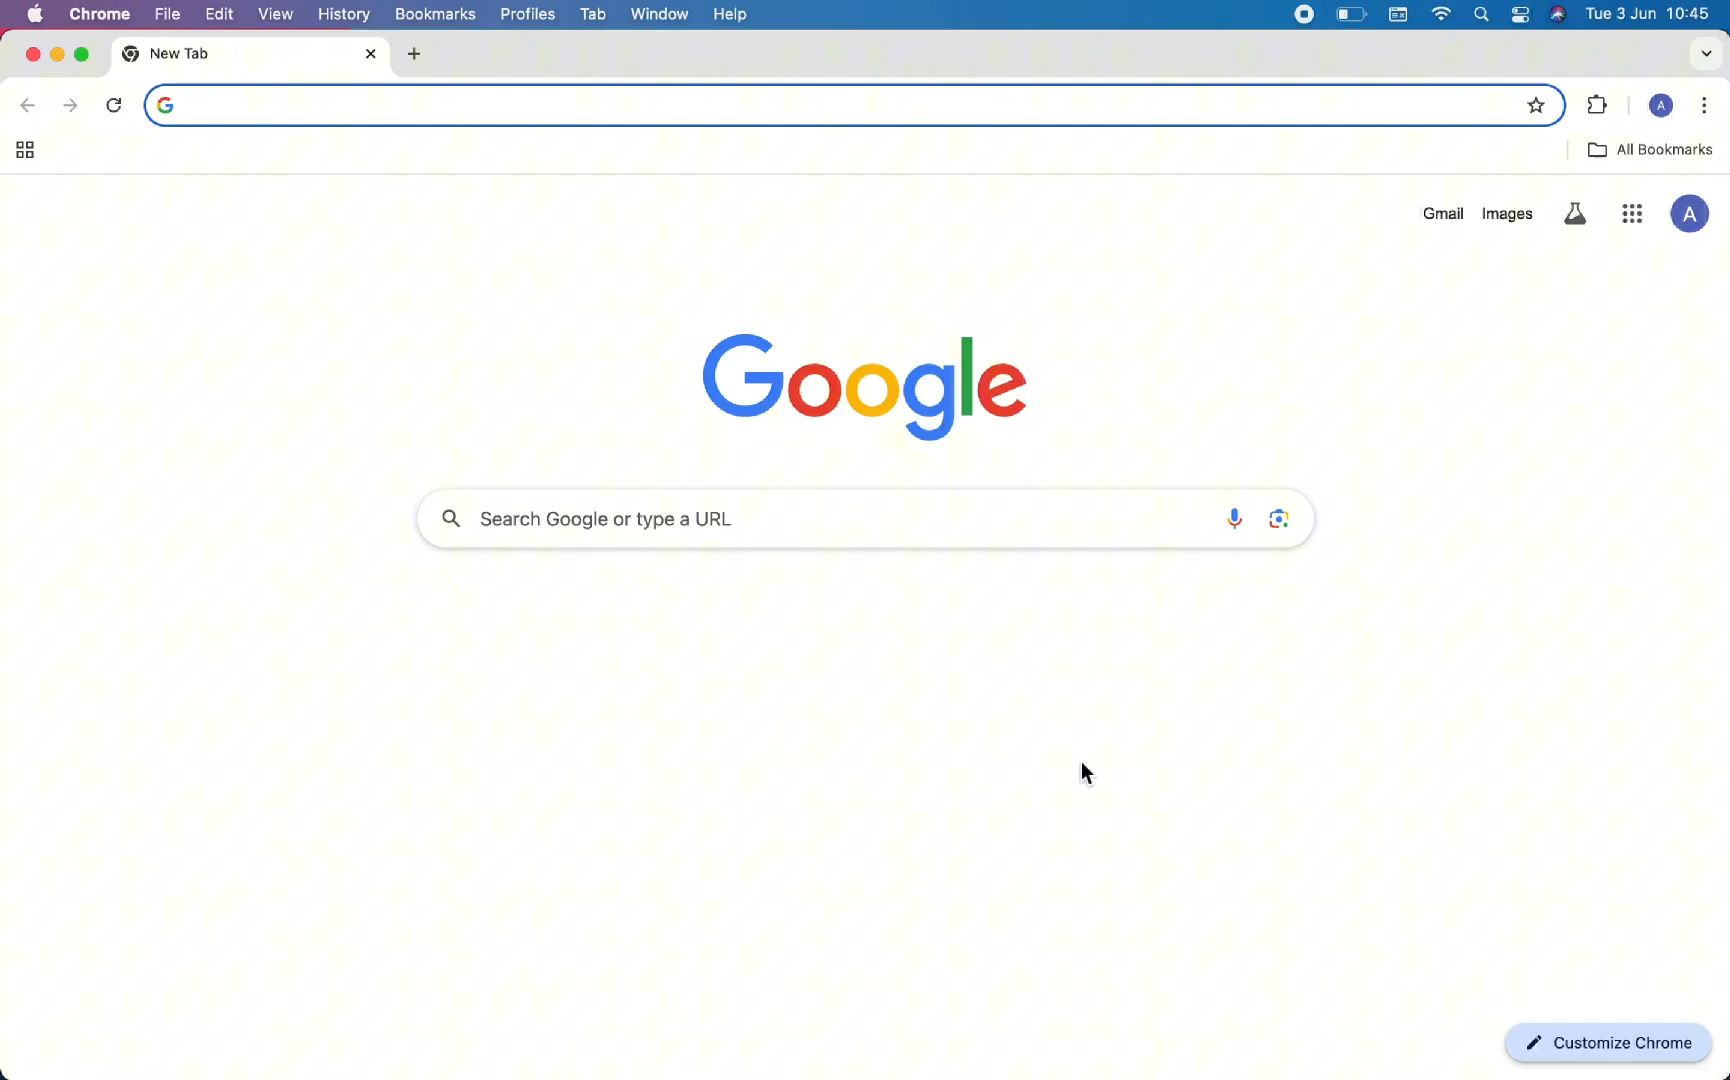 Chrome File Edit View History Bookmarks Profiles Tab Window Help Tue 3 Jun 10:45
New Tab
All Bookmarks
Gmail Images A
Google
Search Google or type a URL
Customize Chrome